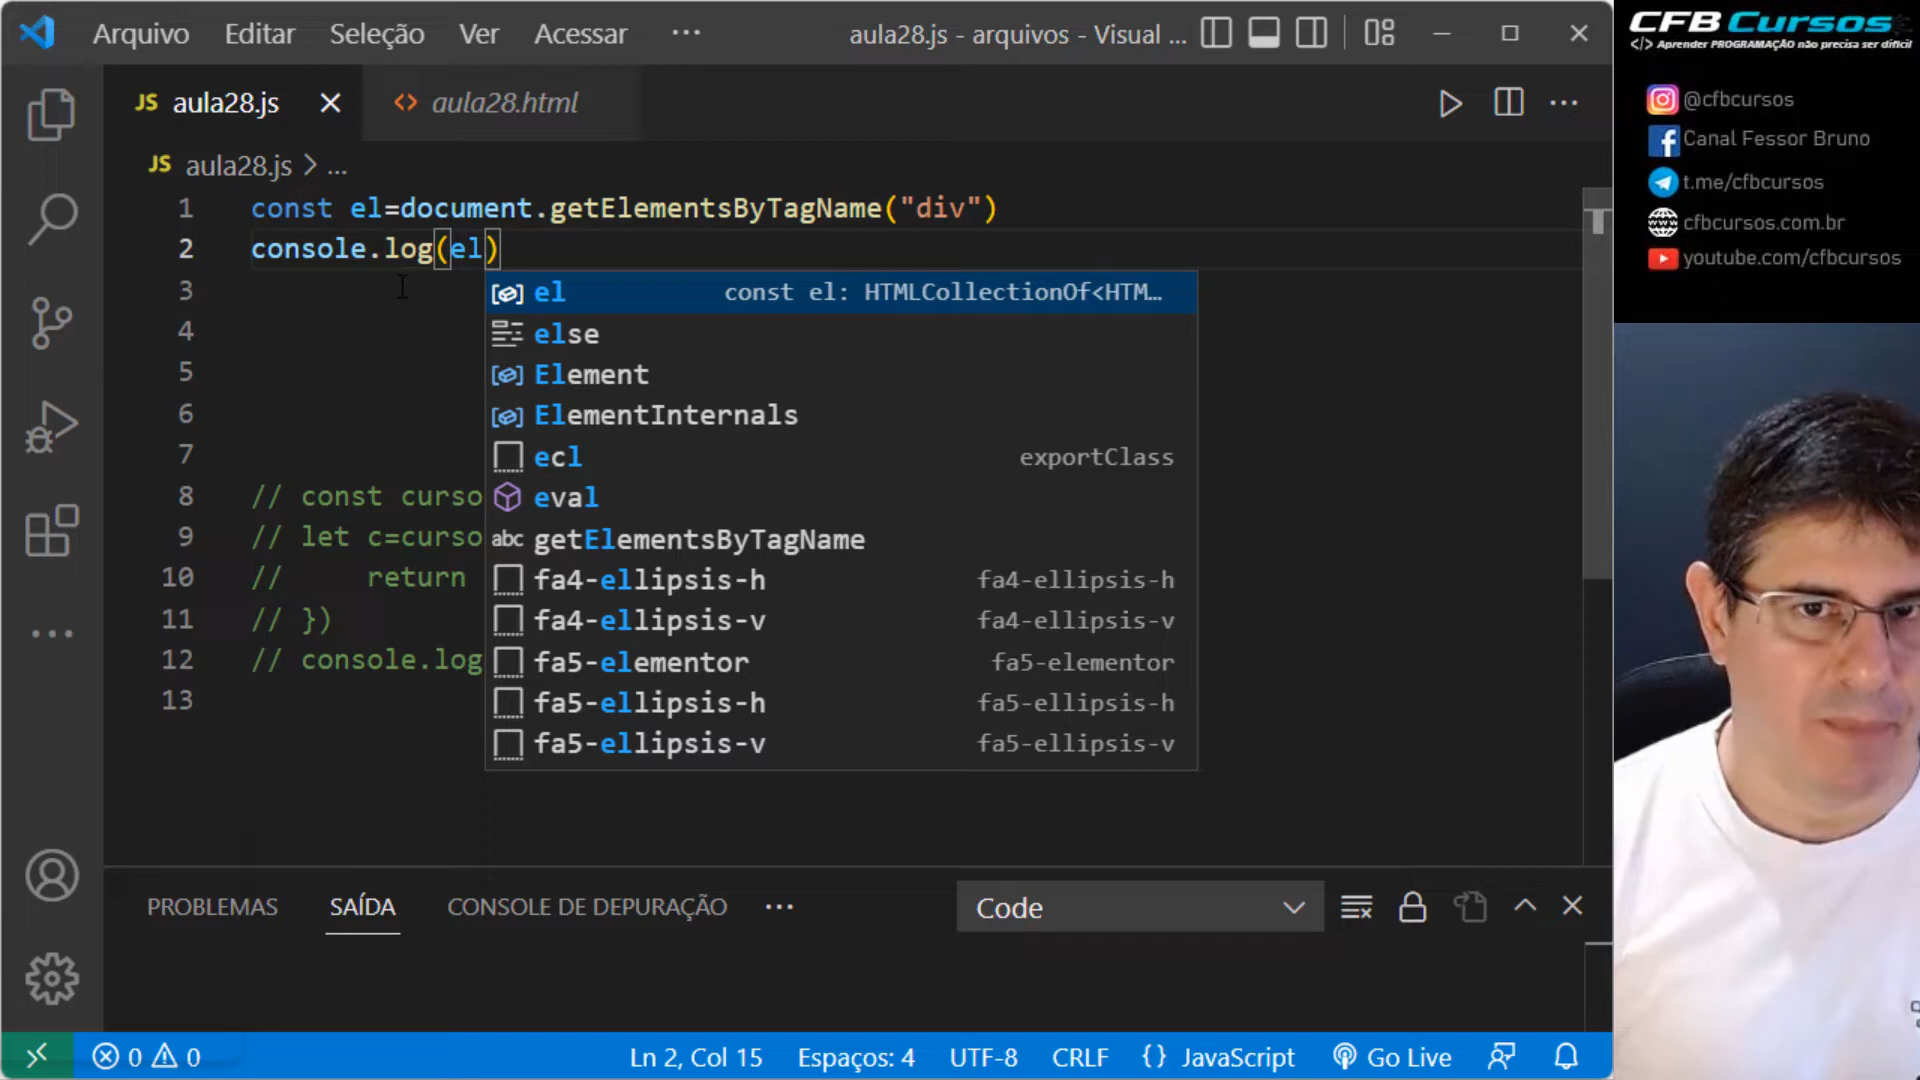 Arquivo Editar Seleção Ver Acessar ··· aula28.js - arquivos - Visual ...
JS aula28.js <> aula28.html
JS aula28.js > ...
1 const el=document.getElementsByTagName("div")
2 console.log(el)
3
4
5
6
7
8 // const curso
9 // let c=curso
10 // return
11 // })
12 // console.log
13
el const el: HTMLCollectionOf<HTM…
else
Element
ElementInternals
ecl exportClass
eval
abc getElementsByTagName
fa4-ellipsis-h fa4-ellipsis-h
fa4-ellipsis-v fa4-ellipsis-v
fa5-elementor fa5-elementor
fa5-ellipsis-h fa5-ellipsis-h
fa5-ellipsis-v fa5-ellipsis-v
PROBLEMAS SAÍDA CONSOLE DE DEPURAÇÃO ··· Code
0 0 Ln 2, Col 15 Espaços: 4 UTF-8 CRLF {} JavaScript Go Live
CFB Cursos
</> Aprender PROGRAMAÇÃO não precisa ser difícil
@cfbcursos
Canal Fessor Bruno
t.me/cfbcursos
cfbcursos.com.br
youtube.com/cfbcursos